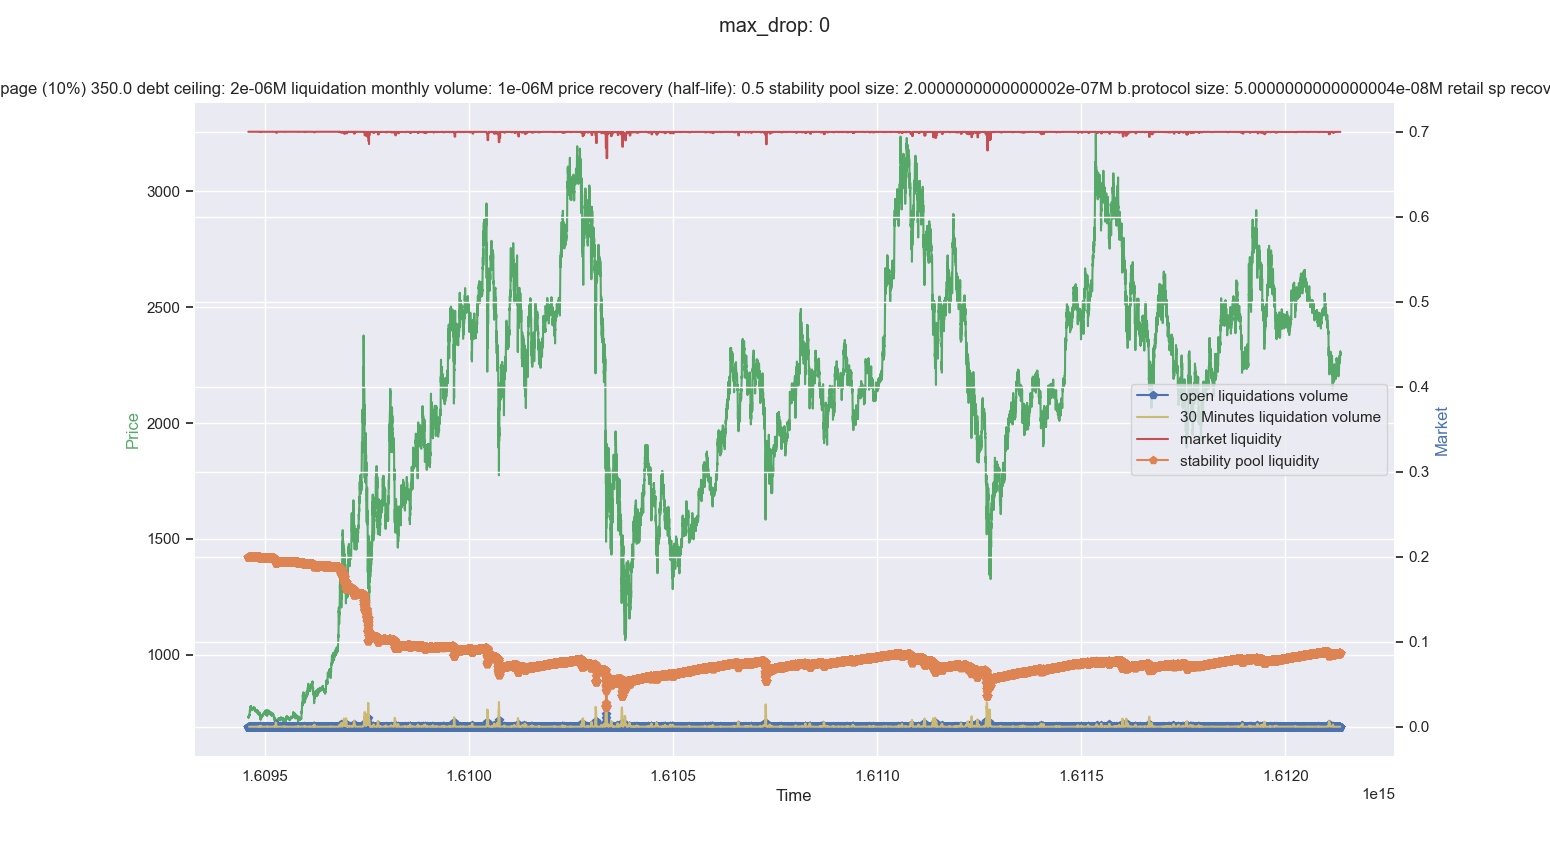 max_drop: 0
page (10%) 350.0 debt ceiling: 2e-06M liquidation monthly volume: 1e-06M price recovery (half-life): 0.5 stability pool size: 2.0000000000000002e-07M b.protocol size: 5.0000000000000004e-08M retail sp recov
3000
2500
2000
1500
1000
Price
0.7
0.6
0.5
0.4
0.3
0.2
0.1
0.0
Market
open liquidations volume
30 Minutes liquidation volume
market liquidity
stability pool liquidity
1.6095
1.6100
1.6105
1.6110
1.6115
1.6120
Time
1e15